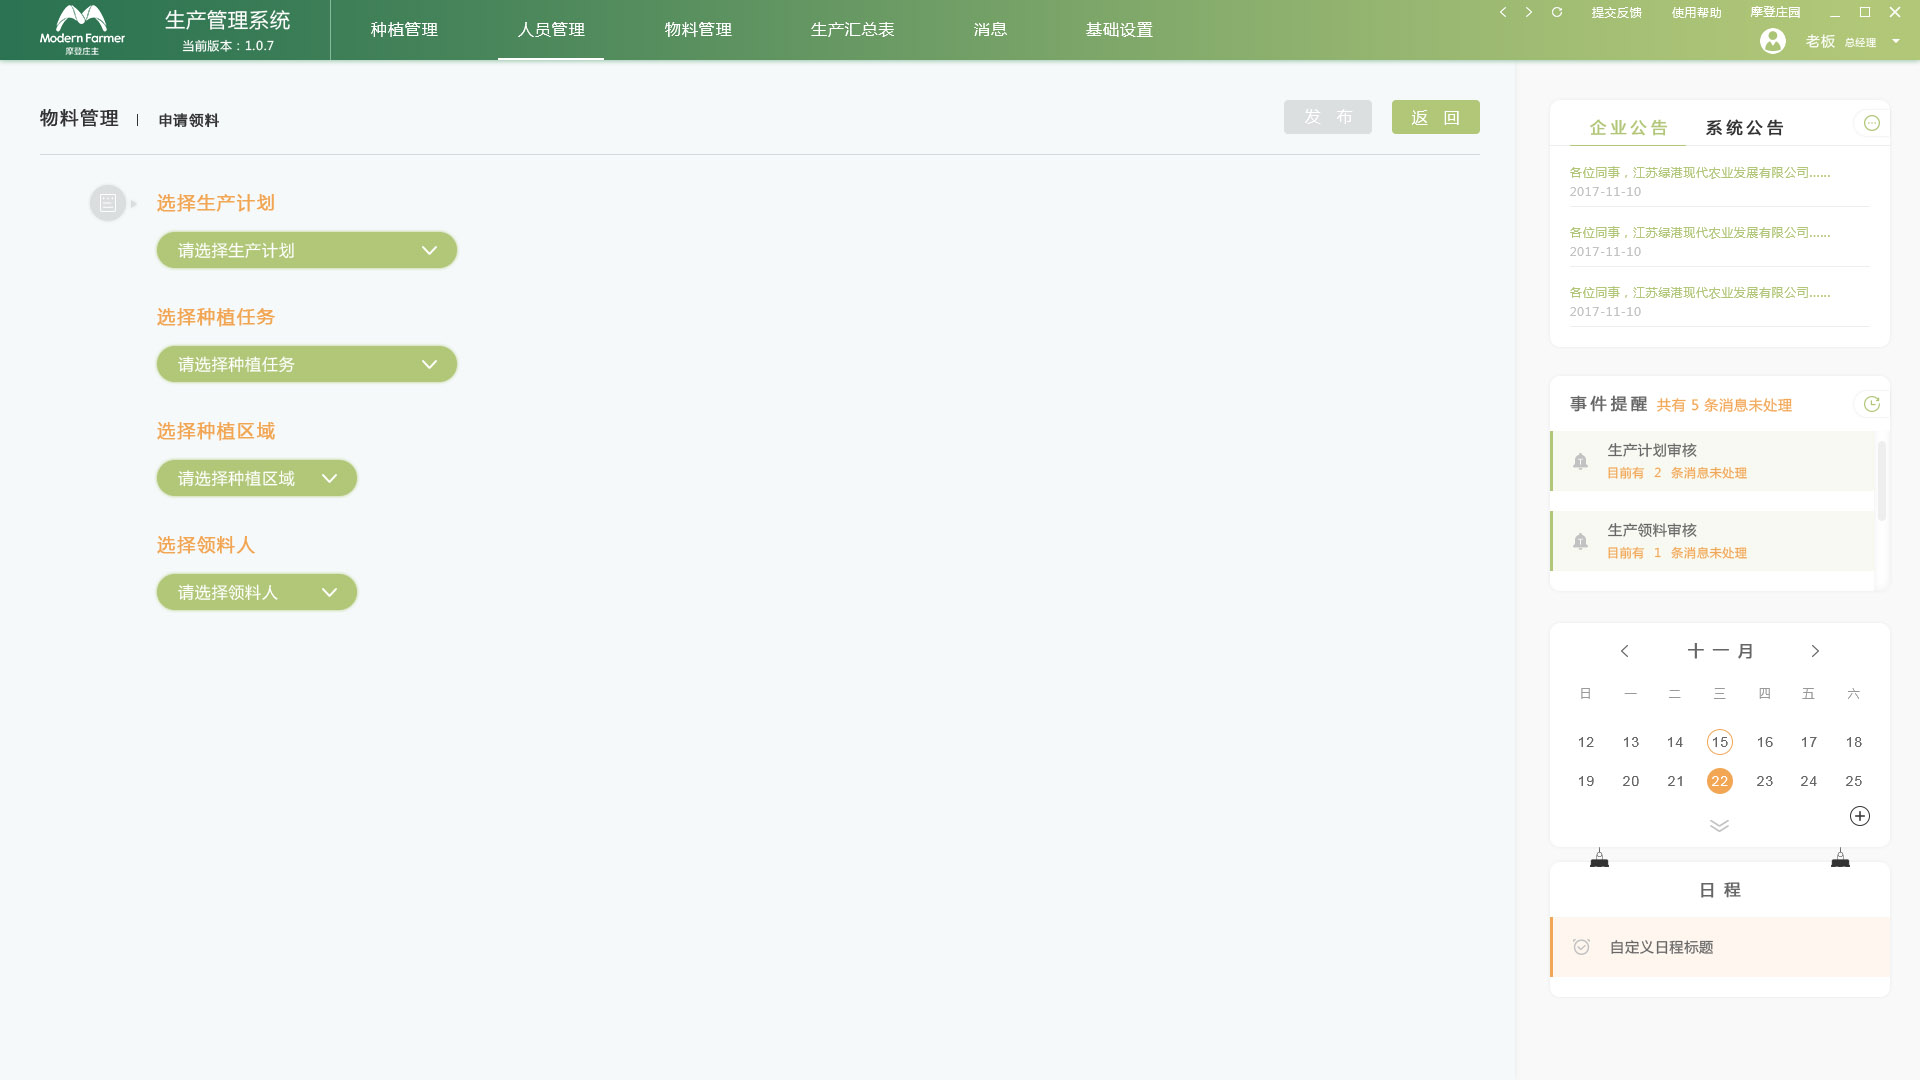 Modern Farmer
摩登庄主
生产管理系统
当前版本：1.0.7
种植管理
人员管理
物料管理
生产汇总表
消息
基础设置
提交反馈
使用帮助
摩登庄园
老板 总经理
物料管理 | 申请领料
发 布
返 回
选择生产计划
请选择生产计划
选择种植任务
请选择种植任务
选择种植区域
请选择种植区域
选择领料人
请选择领料人
企业公告 系统公告
各位同事，江苏绿港现代农业发展有限公司......
2017-11-10
各位同事，江苏绿港现代农业发展有限公司......
2017-11-10
各位同事，江苏绿港现代农业发展有限公司......
2017-11-10
事件提醒 共有 5 条消息未处理
生产计划审核
目前有 2 条消息未处理
生产领料审核
目前有 1 条消息未处理
十一月
日 一 二 三 四 五 六
12 13 14 15 16 17 18
19 20 21 22 23 24 25
日程
自定义日程标题